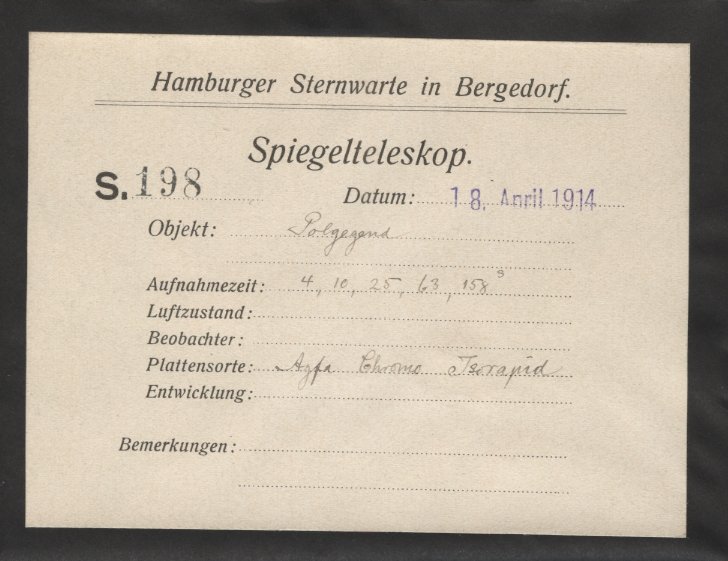 Hamburger Sternwarte in Bergedorf.
Spiegelteleskop.
S. 198
Datum: 18. April 1914
Objekt: Polgegend
Aufnahmezeit: 4, 10, 25, 63, 158 s
Luftzustand:
Beobachter:
Plattensorte: Agfa Chromo Isorapid
Entwicklung:
Bemerkungen: